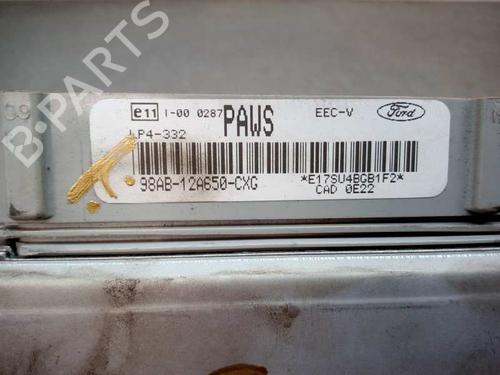 e11 I-00 0287 PAWS EEC-V Ford
LP4-332
98AB-12A650-CXG *E17SU4BGB1F2*
CAD 0E22
B-PARTS